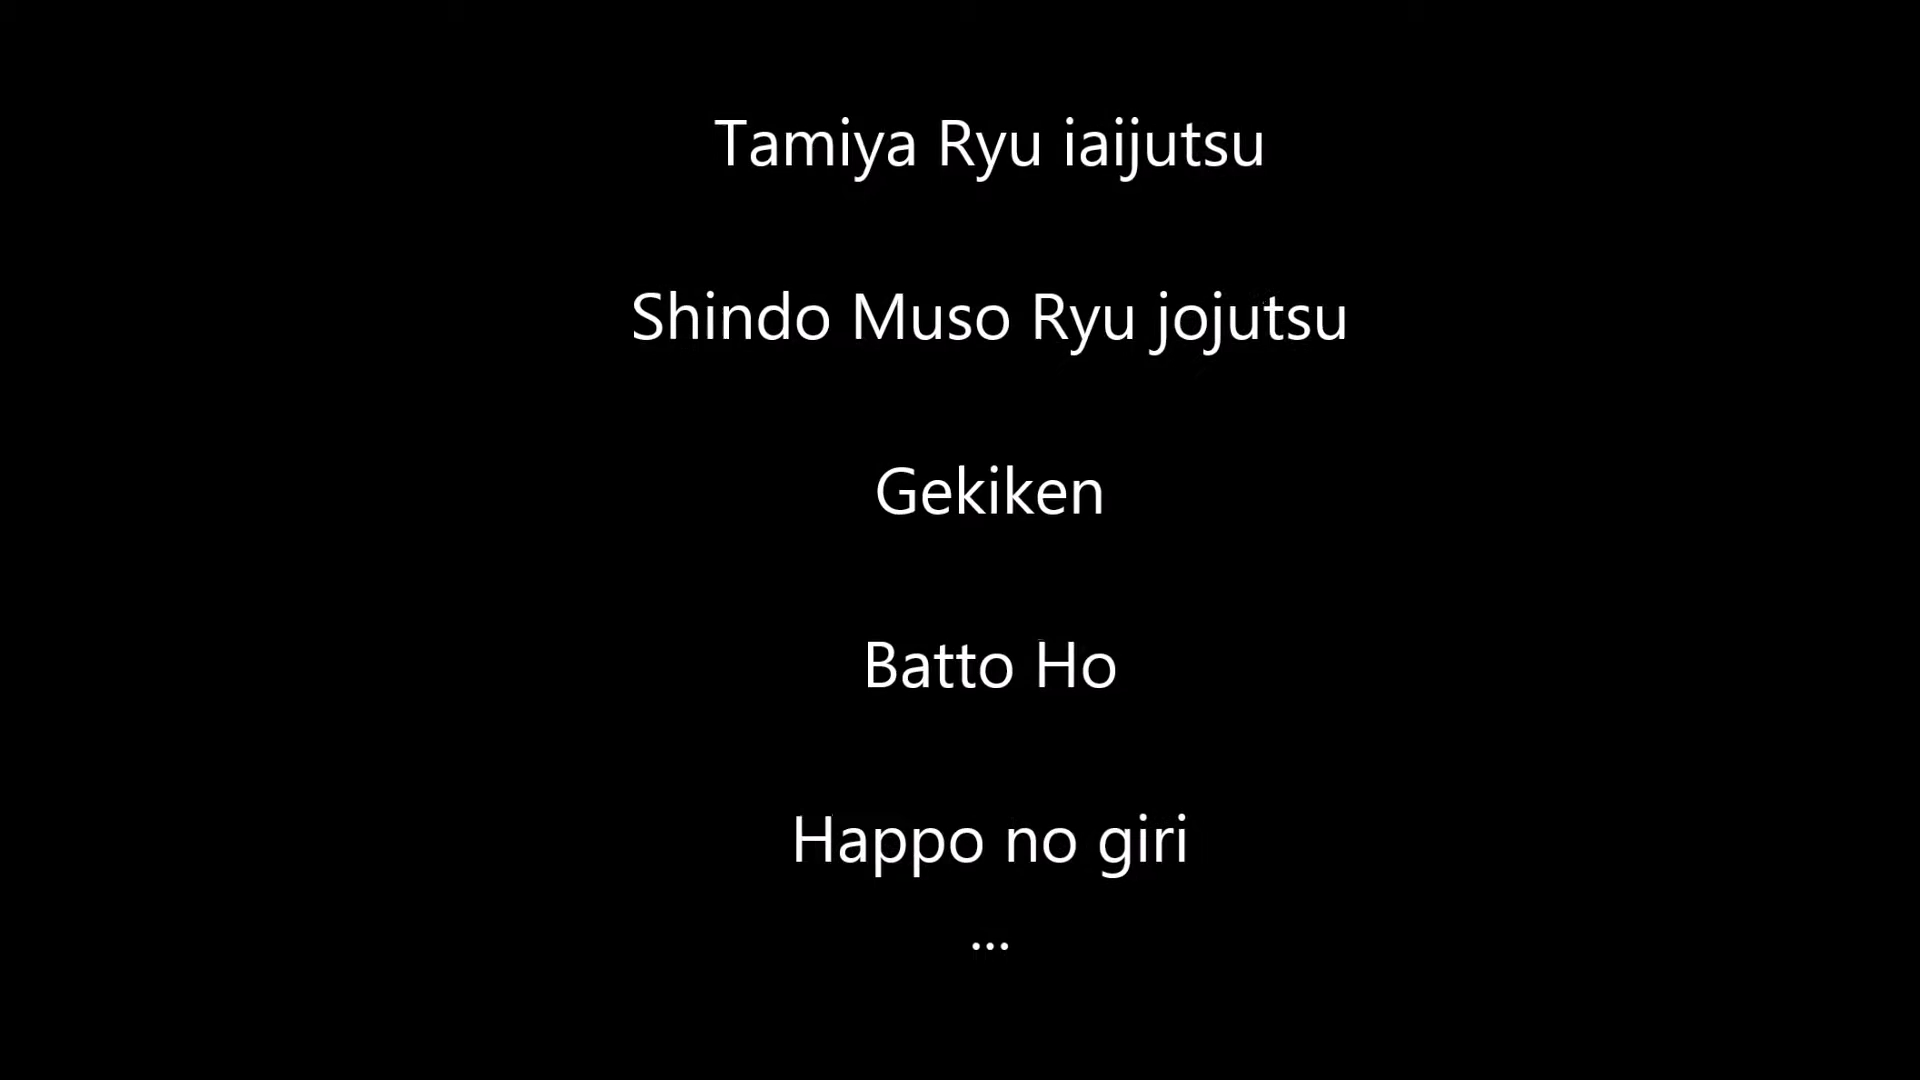 Tamiya Ryu iaijutsu
Shindo Muso Ryu jojutsu
Gekiken
Batto Ho
Happo no giri
...